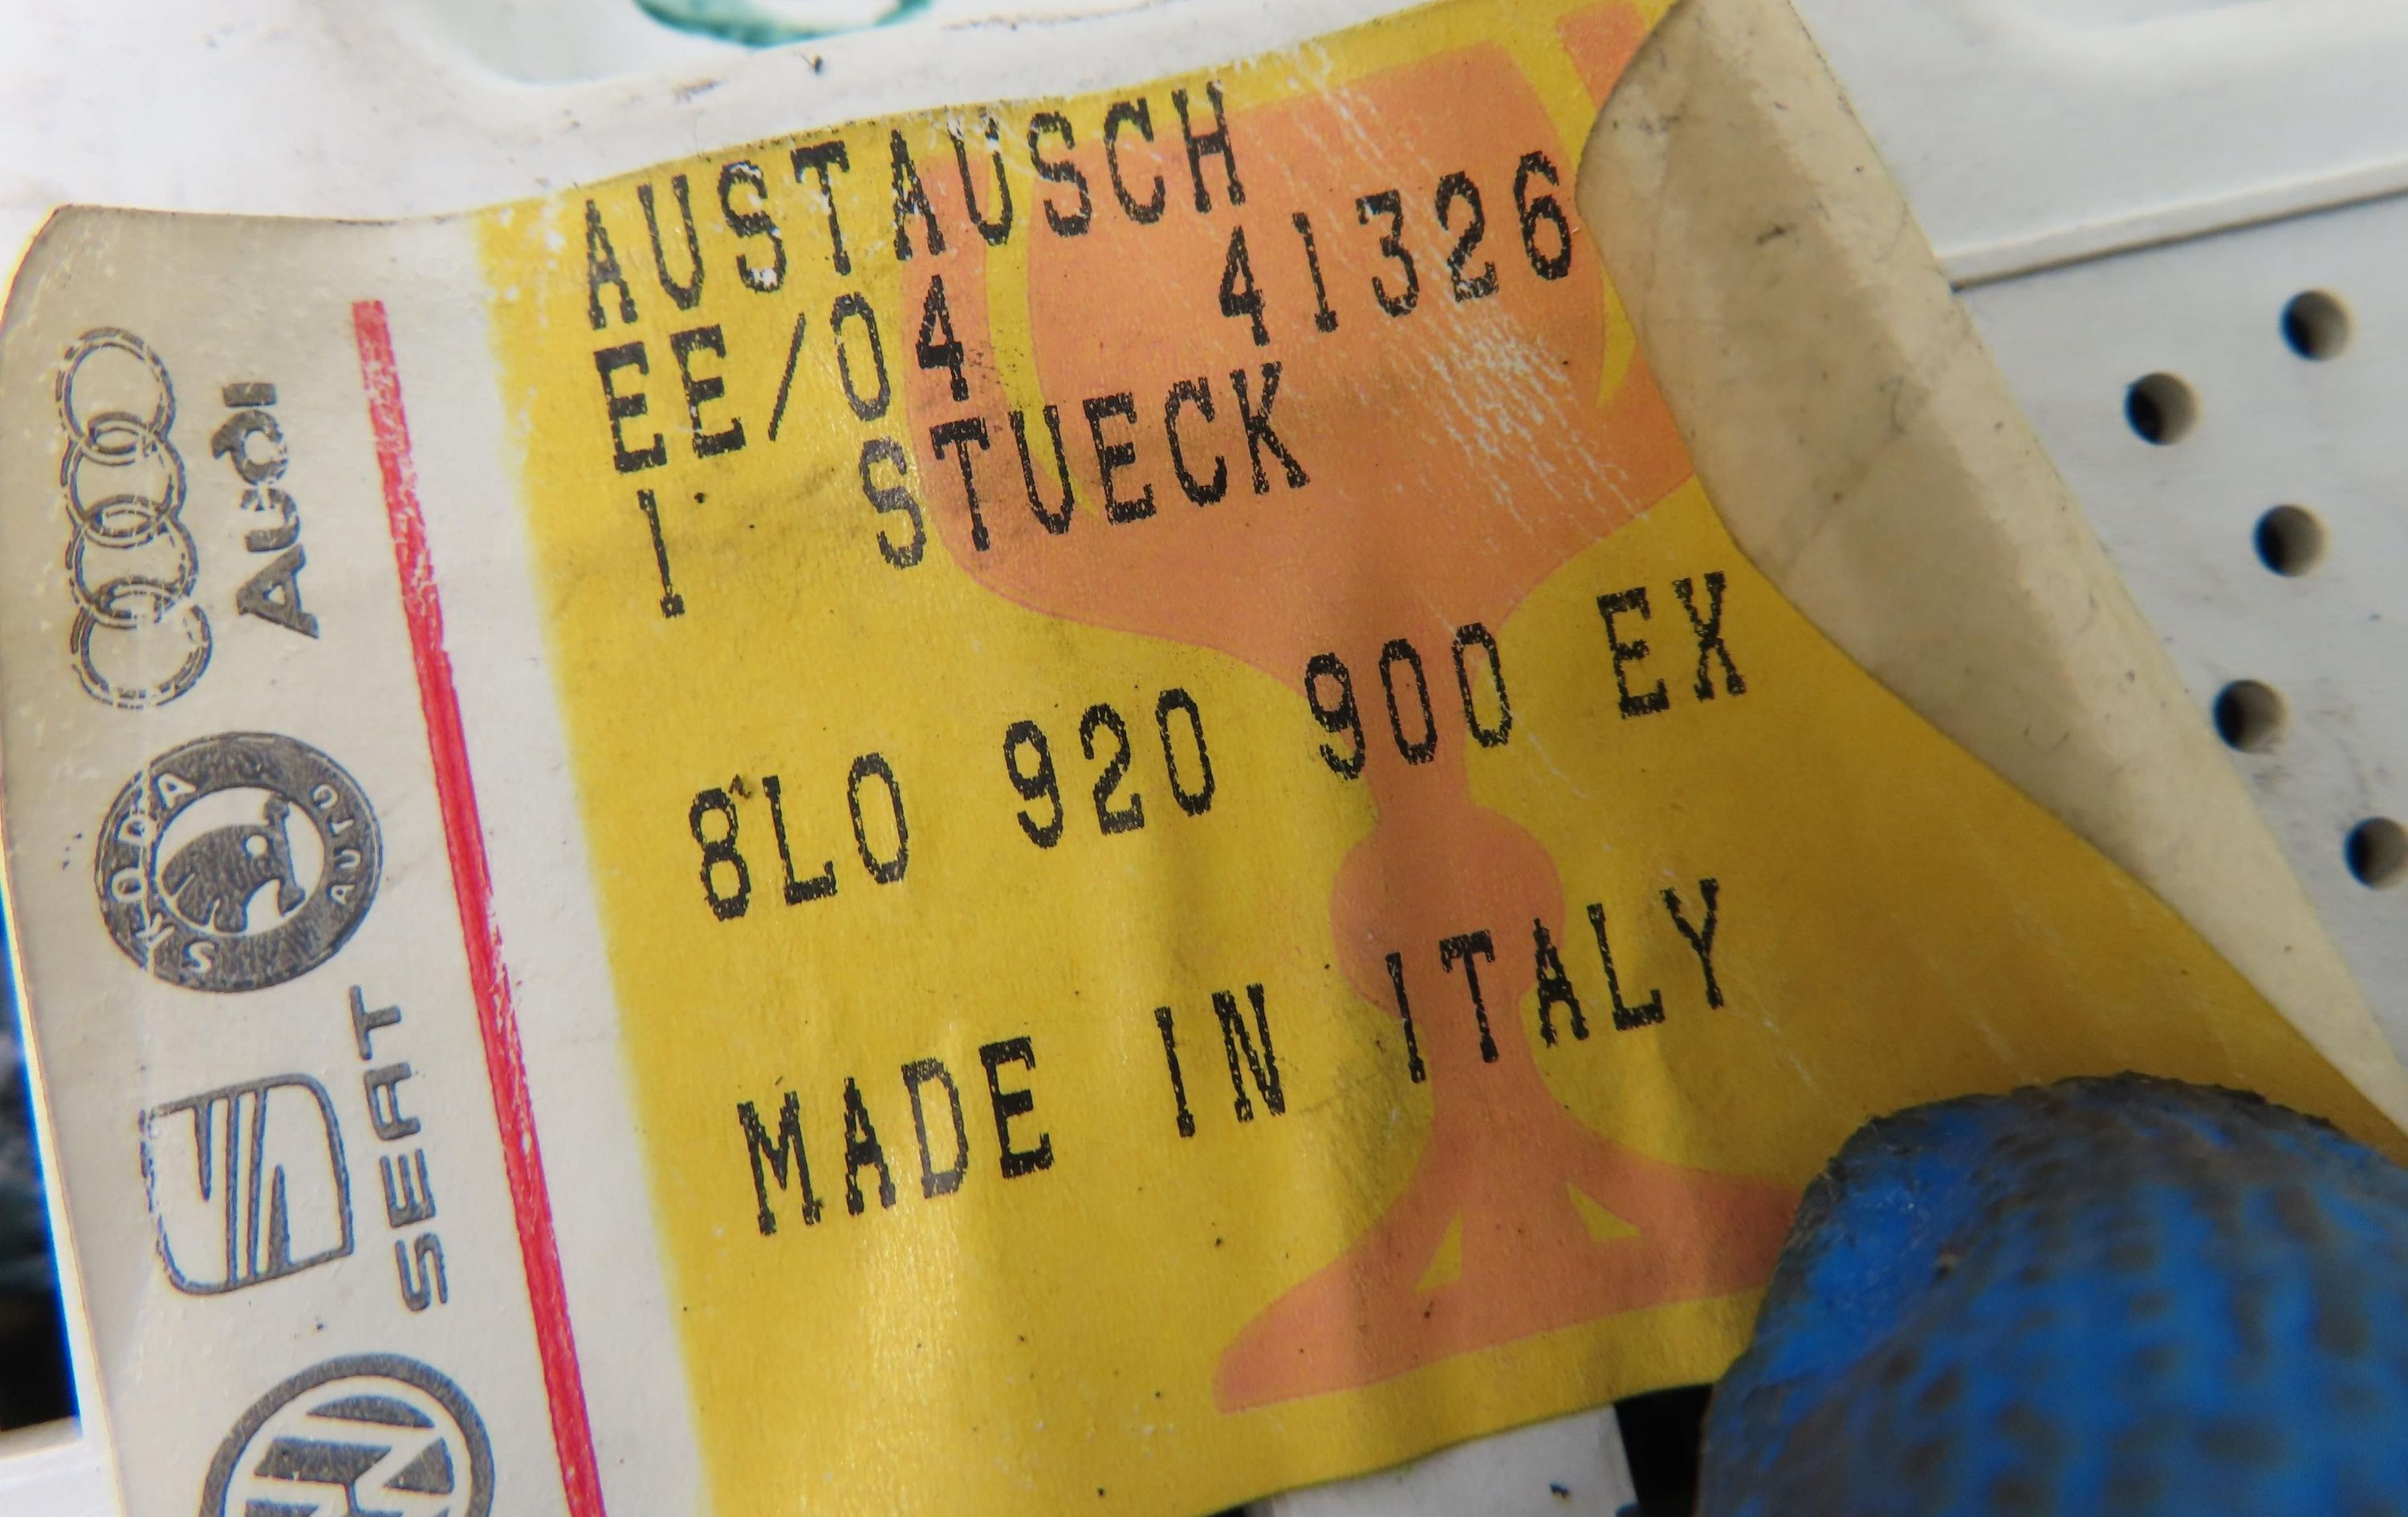 AUSTAUSCH
EE/04 41326
1 STUECK
8L0 920 900 EX
MADE IN ITALY
AUDI
SKODA AUTO
SEAT